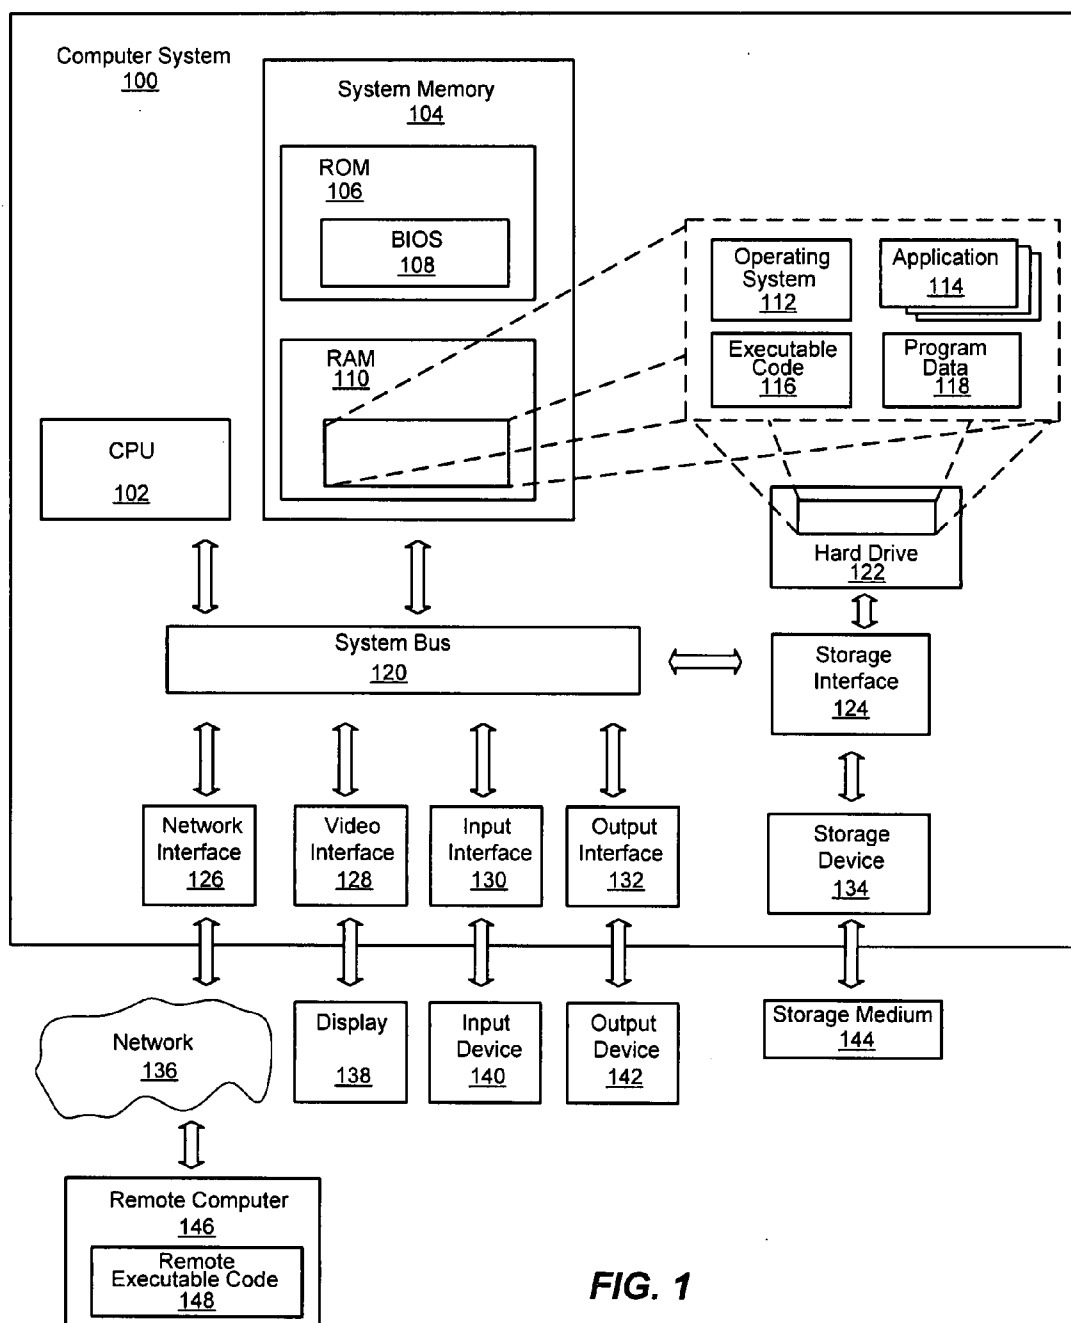 Computer System
100
System Memory
104
ROM
106
BIOS
108
RAM
110
Operating
System
112
Application
114
Executable
Code
116
Program
Data
118
CPU
102
Hard Drive
122
System Bus
120
Storage
Interface
124
Network
Interface
126
Video
Interface
128
Input
Interface
130
Output
Interface
132
Storage
Device
134
Network
136
Display
138
Input
Device
140
Output
Device
142
Storage Medium
144
Remote Computer
146
Remote
Executable Code
148
FIG. 1